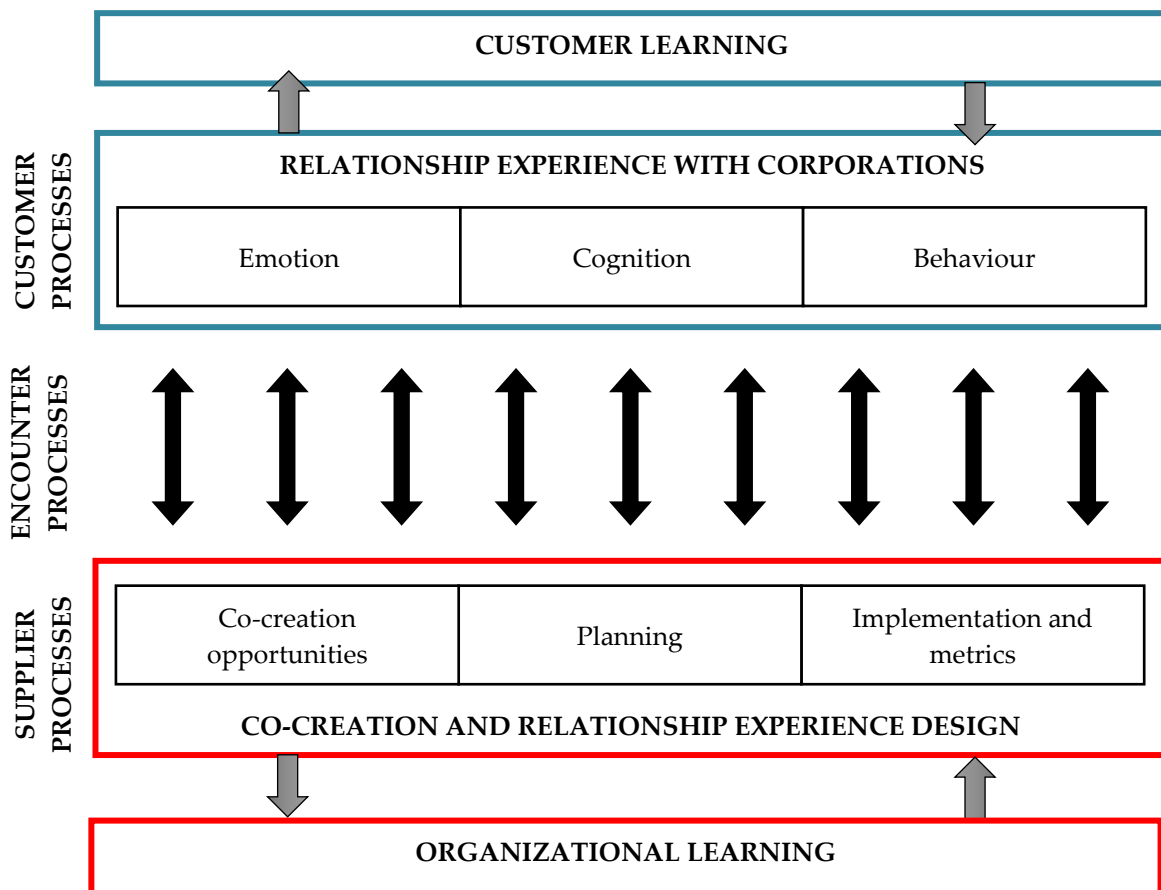 CUSTOMER LEARNING
CUSTOMER
PROCESSES
RELATIONSHIP EXPERIENCE WITH CORPORATIONS
Emotion
Cognition
Behaviour
ENCOUNTER
PROCESSES
SUPPLIER
PROCESSES
Co-creation
opportunities
Planning
Implementation and
metrics
CO-CREATION AND RELATIONSHIP EXPERIENCE DESIGN
ORGANIZATIONAL LEARNING